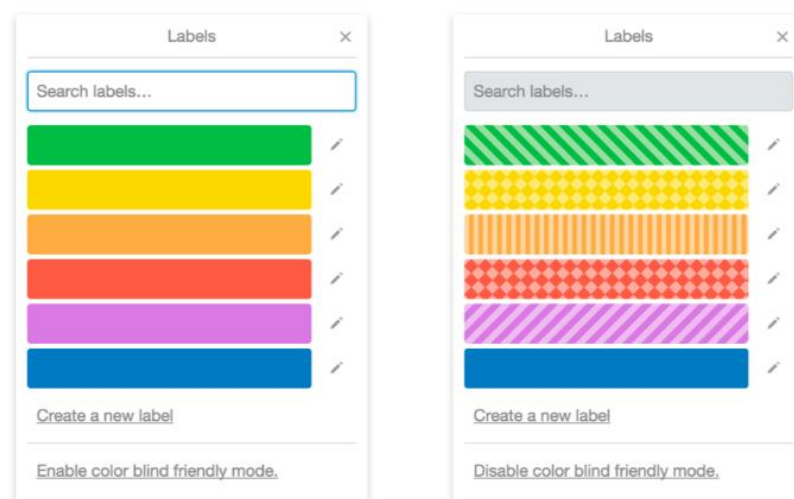 Labels
Search labels...
Create a new label
Enable color blind friendly mode.
Labels
Search labels...
Create a new label
Disable color blind friendly mode.